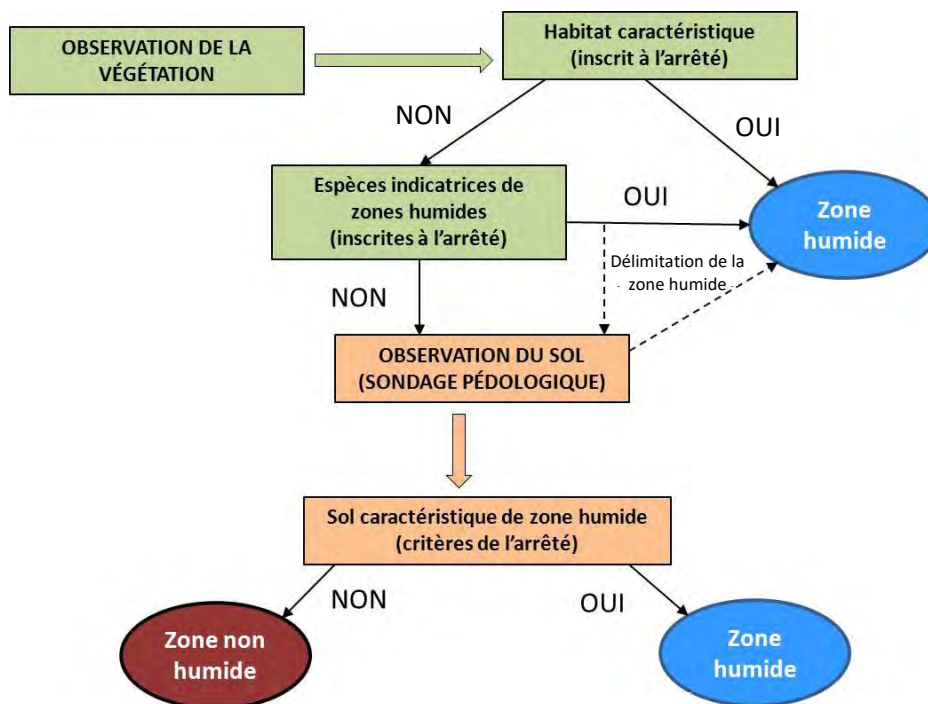 OBSERVATION DE LA
VÉGÉTATION
Habitat caractéristique
(inscrit à l'arrêté)
NON
OUI
Espèces indicatrices de
zones humides
(inscrites à l'arrêté)
OUI
Zone
humide
Délimitation de la
zone humide
NON
OBSERVATION DU SOL
(SONDAGE PÉDOLOGIQUE)
Sol caractéristique de zone humide
(critères de l'arrêté)
NON
OUI
Zone non
humide
Zone
humide